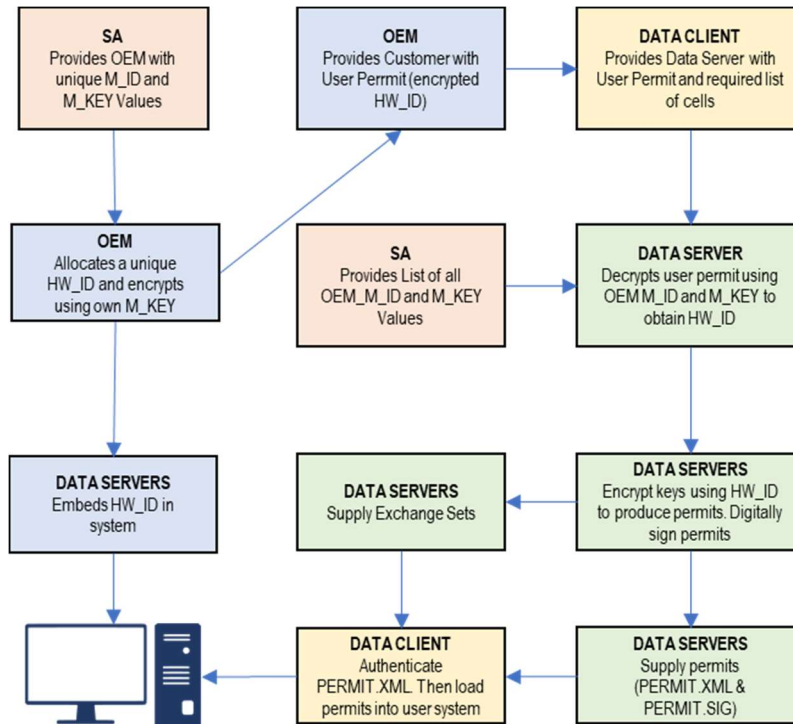 SA
Provides OEM with
unique M_ID and
M_KEY Values
OEM
Provides Customer with
User Perrmit (encrypted
HW_ID)
DATA CLIENT
Provides Data Server with
User Permit and required list
of cells
OEM
Allocates a unique
HW_ID and encrypts
using own M_KEY
SA
Provides List of all
OEM_M_ID and M_KEY
Values
DATA SERVER
Decrypts user permit using
OEM M_ID and M_KEY to
obtain HW_ID
DATA SERVERS
Embeds HW_ID in
system
DATA SERVERS
Supply Exchange Sets
DATA SERVERS
Encrypt keys using HW_ID
to produce permits. Digitally
sign permits
DATA CLIENT
Authenticate
PERMIT.XML. Then load
permits into user system
DATA SERVERS
Supply permits
(PERMIT.XML &
PERMIT.SIG)